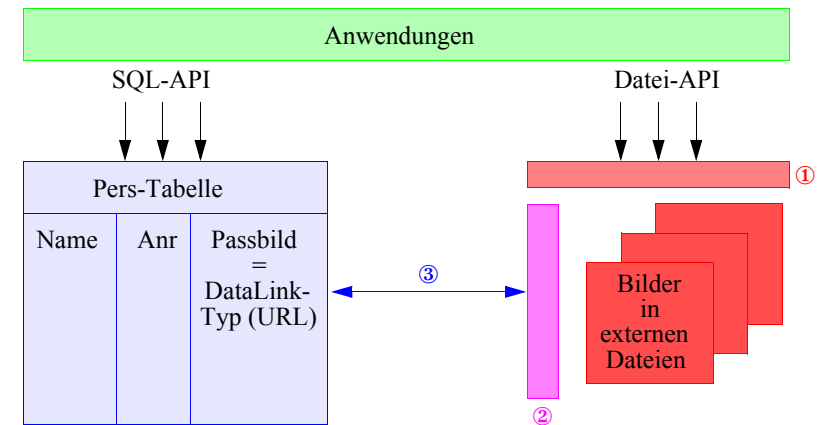 Anwendungen
SQL-API
Datei-API
Pers-Tabelle
①
Name
Anr
Passbild
=
DataLink-
Typ (URL)
③
Bilder
in
externen
Dateien
②